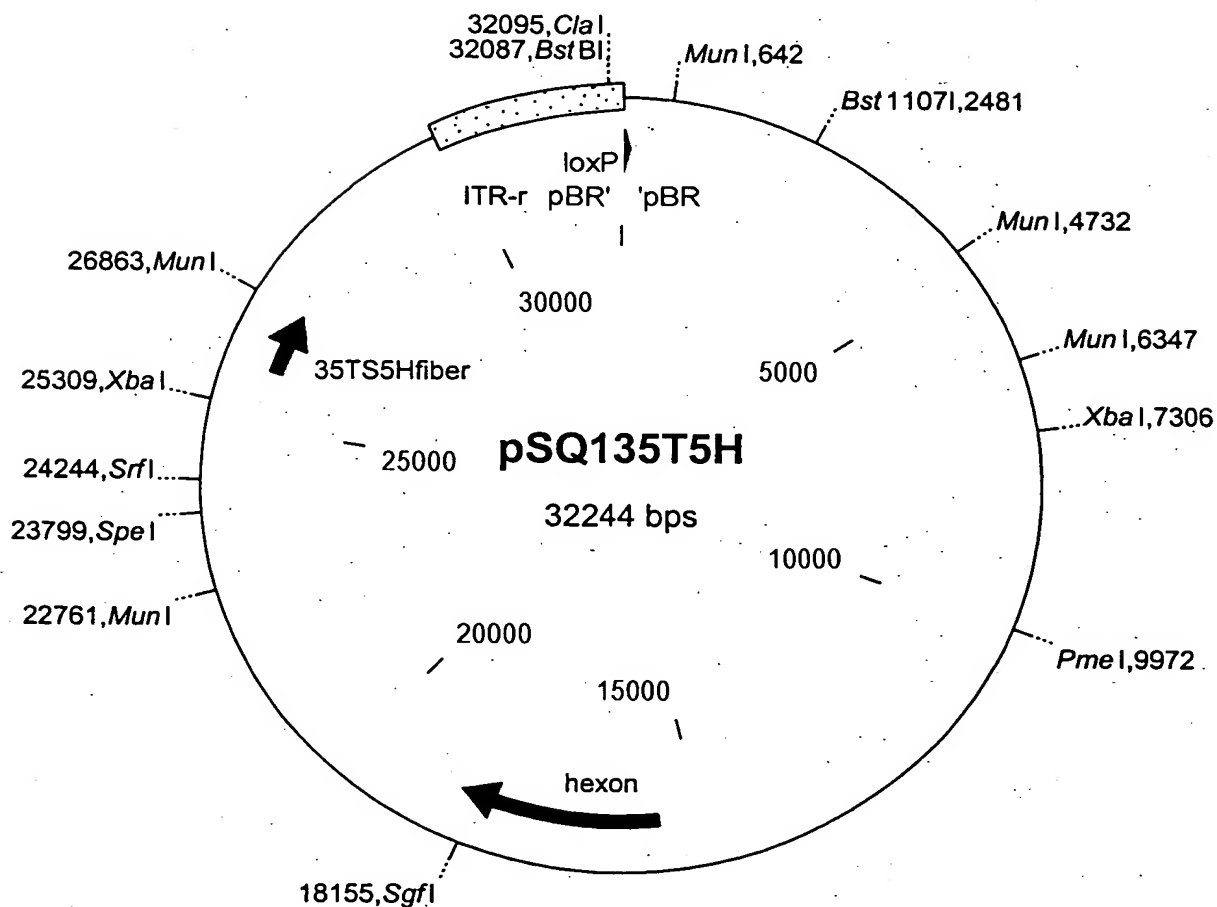 32095,ClaI
32087,BstBI
MunI,642
Bst1107I,2481
loxP
ITR-r pBR' 'pBR
MunI,4732
26863,MunI
30000
MunI,6347
5000
35TS5Hfiber
25309,XbaI
XbaI,7306
pSQ135T5H
25000
24244,SrfI
32244 bps
23799,SpeI
10000
22761,MunI
20000
PmeI,9972
15000
hexon
18155,SgfI